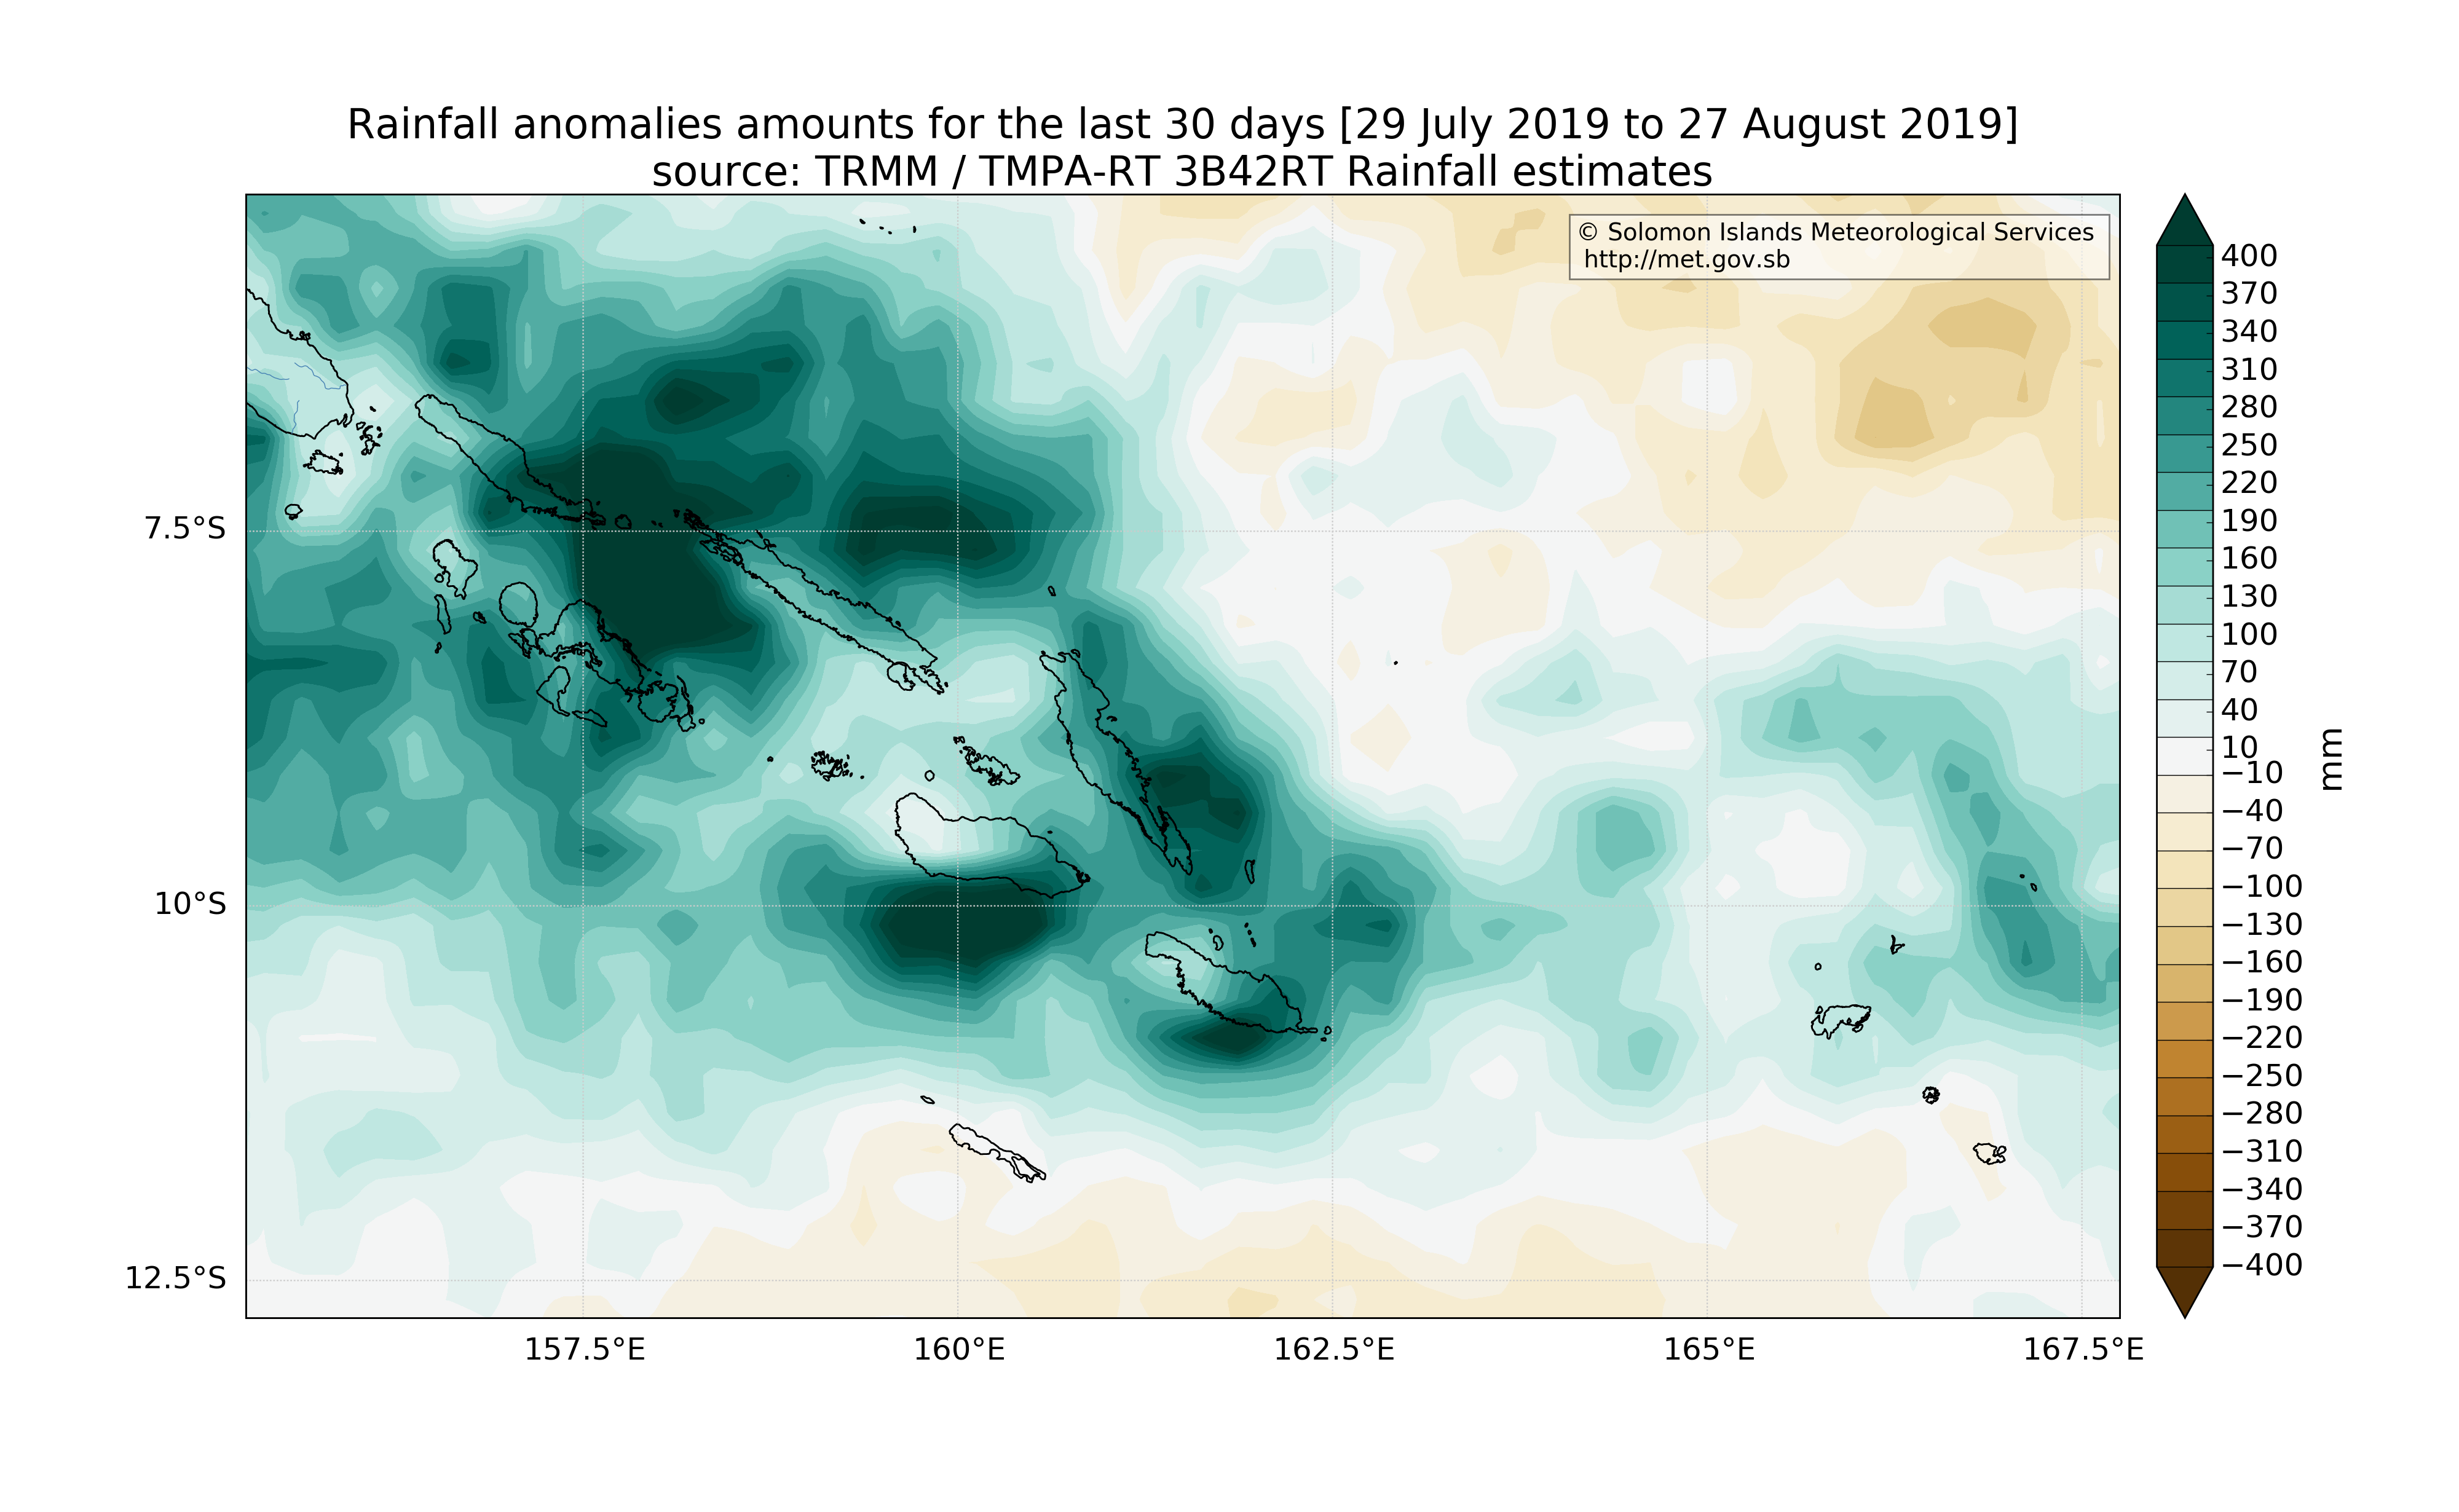 Rainfall anomalies amounts for the last 30 days [29 July 2019 to 27 August 2019]
source: TRMM / TMPA-RT 3B42RT Rainfall estimates
© Solomon Islands Meteorological Services
http://met.gov.sb
7.5°S
10°S
12.5°S
157.5°E
160°E
162.5°E
165°E
167.5°E
400
370
340
310
280
250
220
190
160
130
100
70
40
10
−10
−40
−70
−100
−130
−160
−190
−220
−250
−280
−310
−340
−370
−400
mm